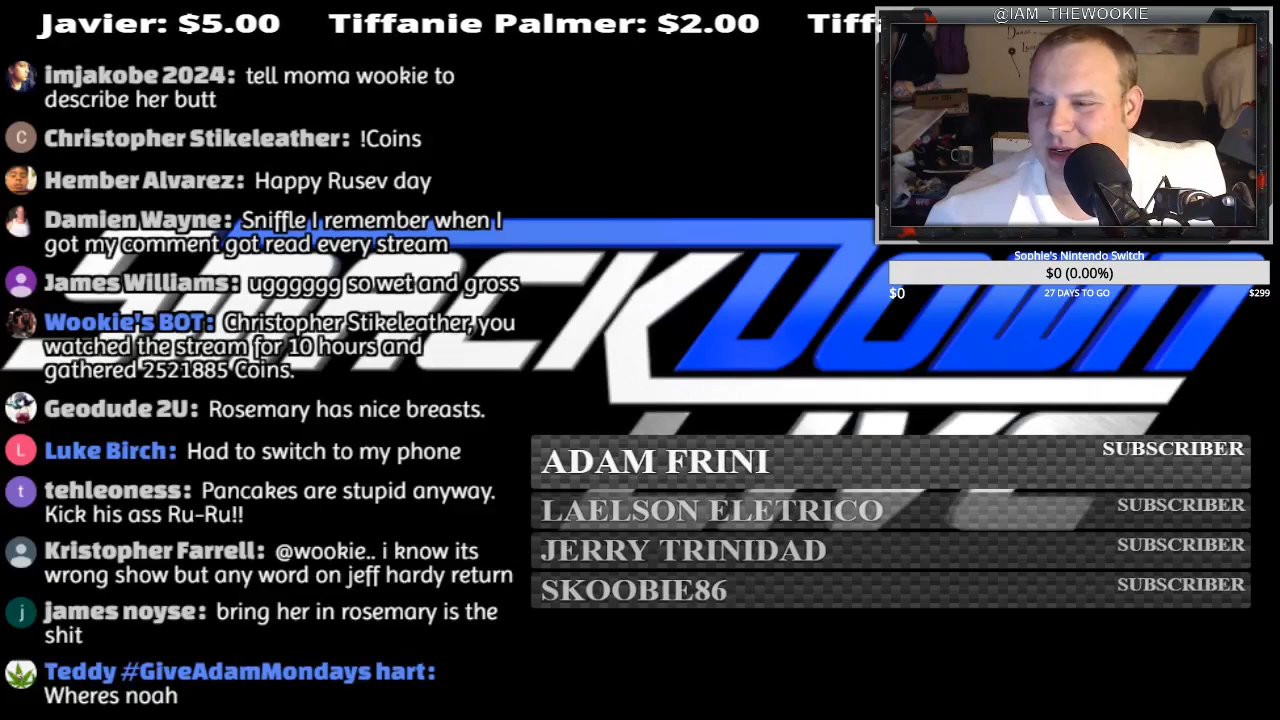 Javier: $5.00 Tiffanie Palmer: $2.00 Tiff
@IAM_THEWOOKIE
imjakobe 2024: tell moma wookie to
describe her butt
Christopher Stikeleather: !Coins
Hember Alvarez: Happy Rusev day
Damien Wayne: Sniffle I remember when I
got my comment got read every stream
James Williams: ugggggg so wet and gross
Wookie's BOT: Christopher Stikeleather, you
watched the stream for 10 hours and
gathered 2521885 Coins.
Geodude 2U: Rosemary has nice breasts.
Luke Birch: Had to switch to my phone
tehleoness: Pancakes are stupid anyway.
Kick his ass Ru-Ru!!
Kristopher Farrell: @wookie.. i know its
wrong show but any word on jeff hardy return
james noyse: bring her in rosemary is the
shit
Teddy #GiveAdamMondays hart:
Wheres noah
Sophie's Nintendo Switch
$0 (0.00%)
$0 27 DAYS TO GO $299
SMACKDOWN
LIVE
ADAM FRINI SUBSCRIBER
LAELSON ELETRICO SUBSCRIBER
JERRY TRINIDAD SUBSCRIBER
SKOOBIE86 SUBSCRIBER